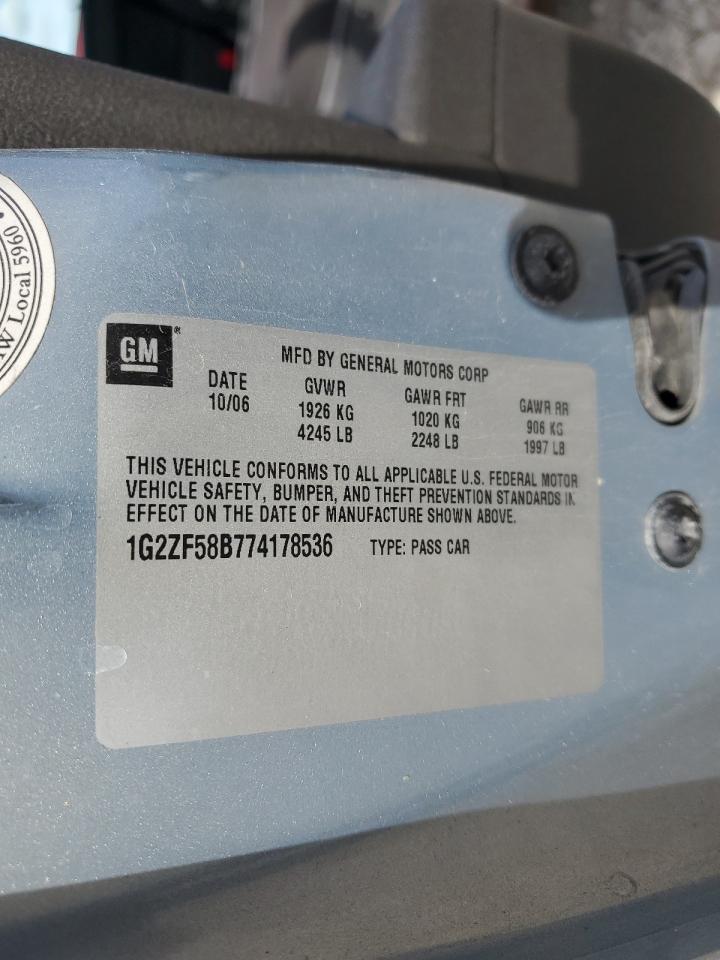 W Local 5960
GM®
MFD BY GENERAL MOTORS CORP
DATE GVWR GAWR FRT GAWR RR
10/06 1926 KG 1020 KG 906 KG
4245 LB 2248 LB 1997 LB
THIS VEHICLE CONFORMS TO ALL APPLICABLE U.S. FEDERAL MOTOR
VEHICLE SAFETY, BUMPER, AND THEFT PREVENTION STANDARDS IN
EFFECT ON THE DATE OF MANUFACTURE SHOWN ABOVE.
1G2ZF58B774178536 TYPE: PASS CAR